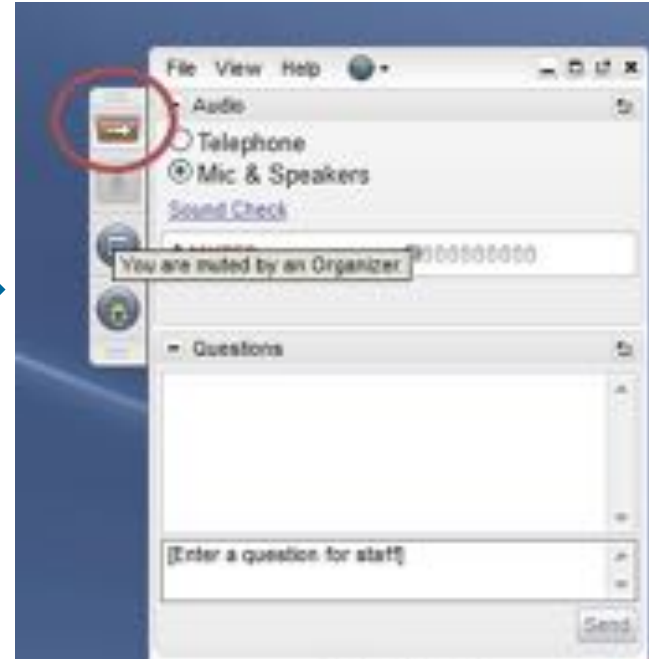 File View Help
Audio
Telephone
Mic & Speakers
Sound Check
You are muted by an Organizer
Questions
[Enter a question for staff]
Send